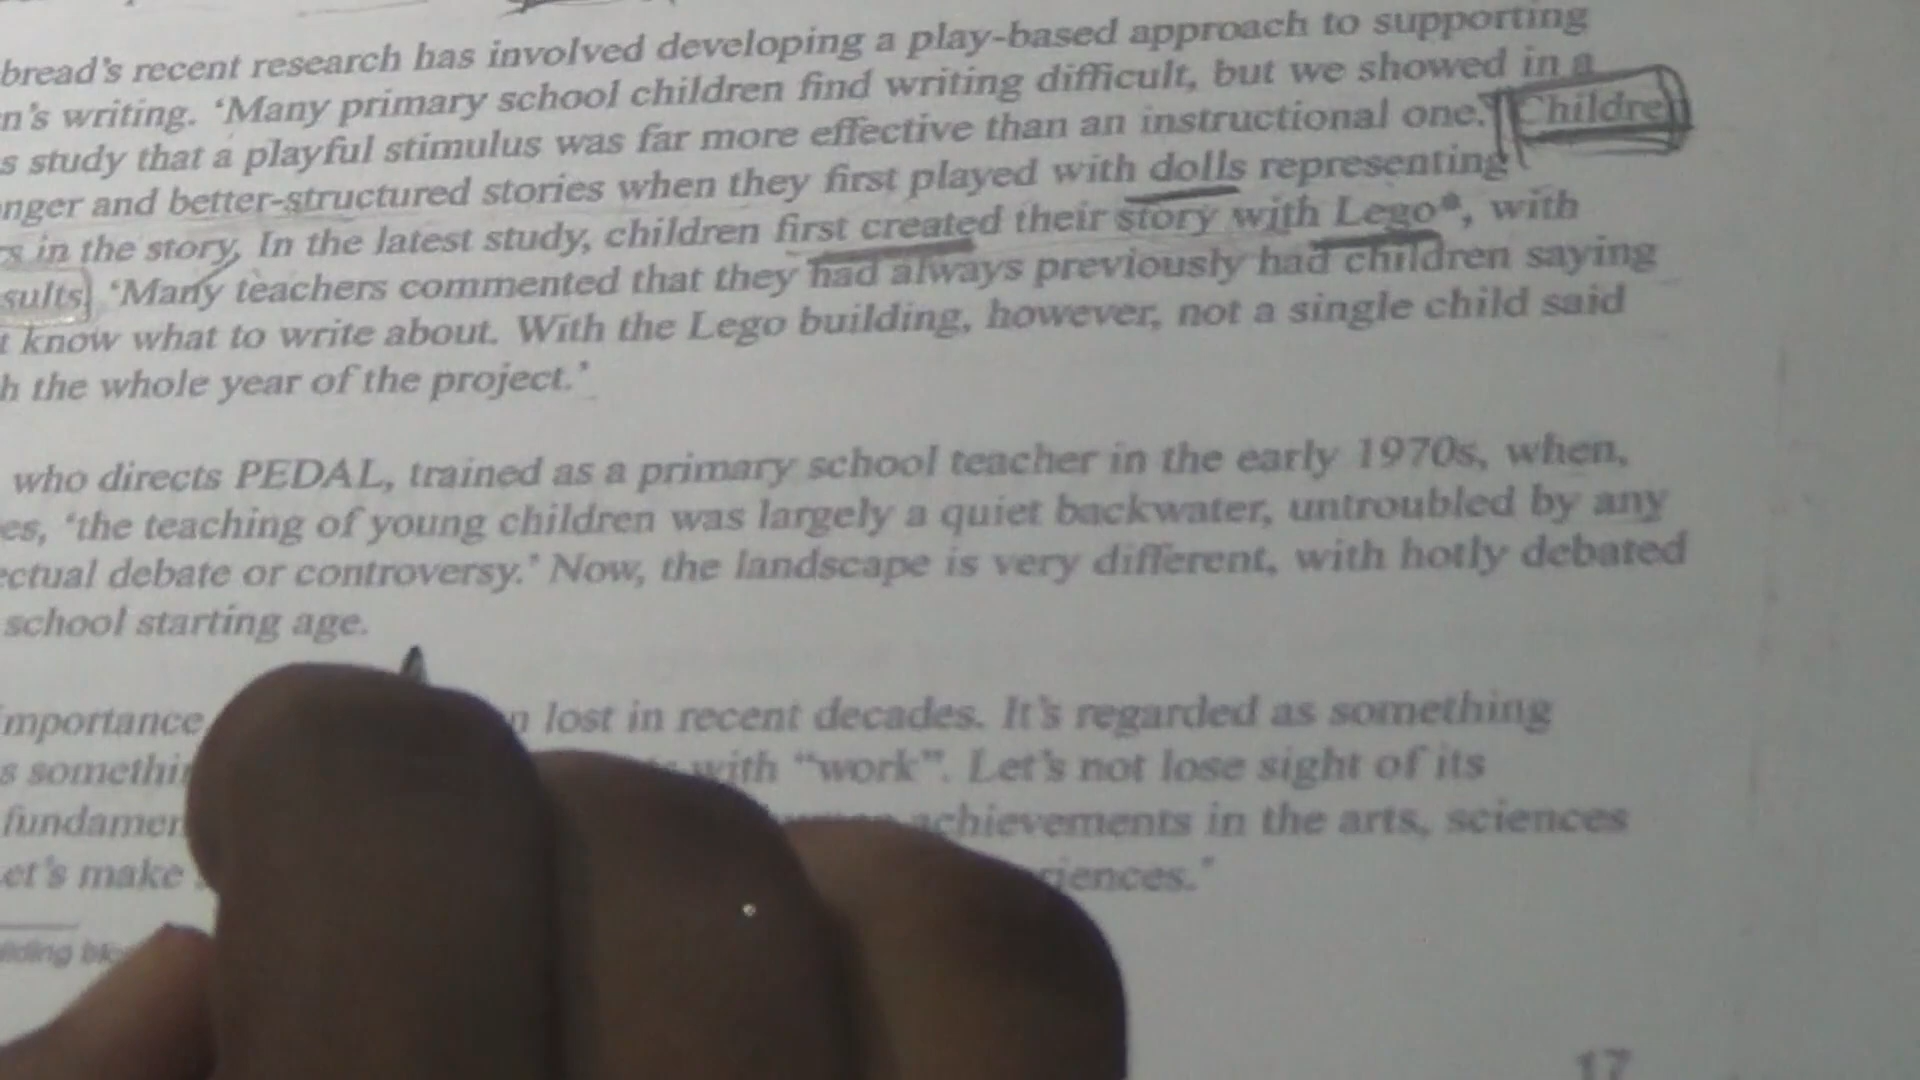 bread's recent research has involved developing a play-based approach to supporting
n's writing. ‘Many primary school children find writing difficult, but we showed in a
s study that a playful stimulus was far more effective than an instructional one.’ Children
nger and better-structured stories when they first played with dolls representing
rs in the story. In the latest study, children first created their story with Lego*, with
sults. ‘Many teachers commented that they had always previously had children saying
t know what to write about. With the Lego building, however, not a single child said
h the whole year of the project.’
who directs PEDAL, trained as a primary school teacher in the early 1970s, when,
es, ‘the teaching of young children was largely a quiet backwater, untroubled by any
ectual debate or controversy.’ Now, the landscape is very different, with hotly debated
school starting age.
mportance n lost in recent decades. It's regarded as something
s somethin with “work”. Let's not lose sight of its
fundamen achievements in the arts, sciences
et's make riences.”
ilding bl
17